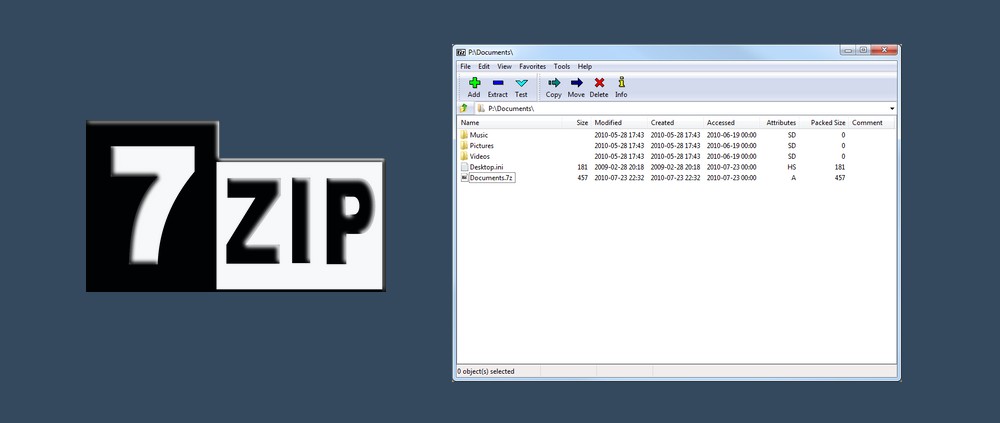 7 ZIP
P:\Documents\
File Edit View Favorites Tools Help
Add Extract Test Copy Move Delete Info
P:\Documents\
Name Size Modified Created Accessed Attributes Packed Size Comment
Music 2010-05-28 17:43 2010-05-28 17:43 2010-06-19 00:00 SD 0
Pictures 2010-05-28 17:43 2010-05-28 17:43 2010-06-19 00:00 SD 0
Videos 2010-05-28 17:43 2010-05-28 17:43 2010-06-19 00:00 SD 0
Desktop.ini 181 2009-02-28 20:18 2009-02-28 20:18 2010-06-19 00:00 HS 181
Documents.7z 457 2010-07-23 22:32 2010-07-23 22:32 2010-07-23 00:00 A 457
0 object(s) selected